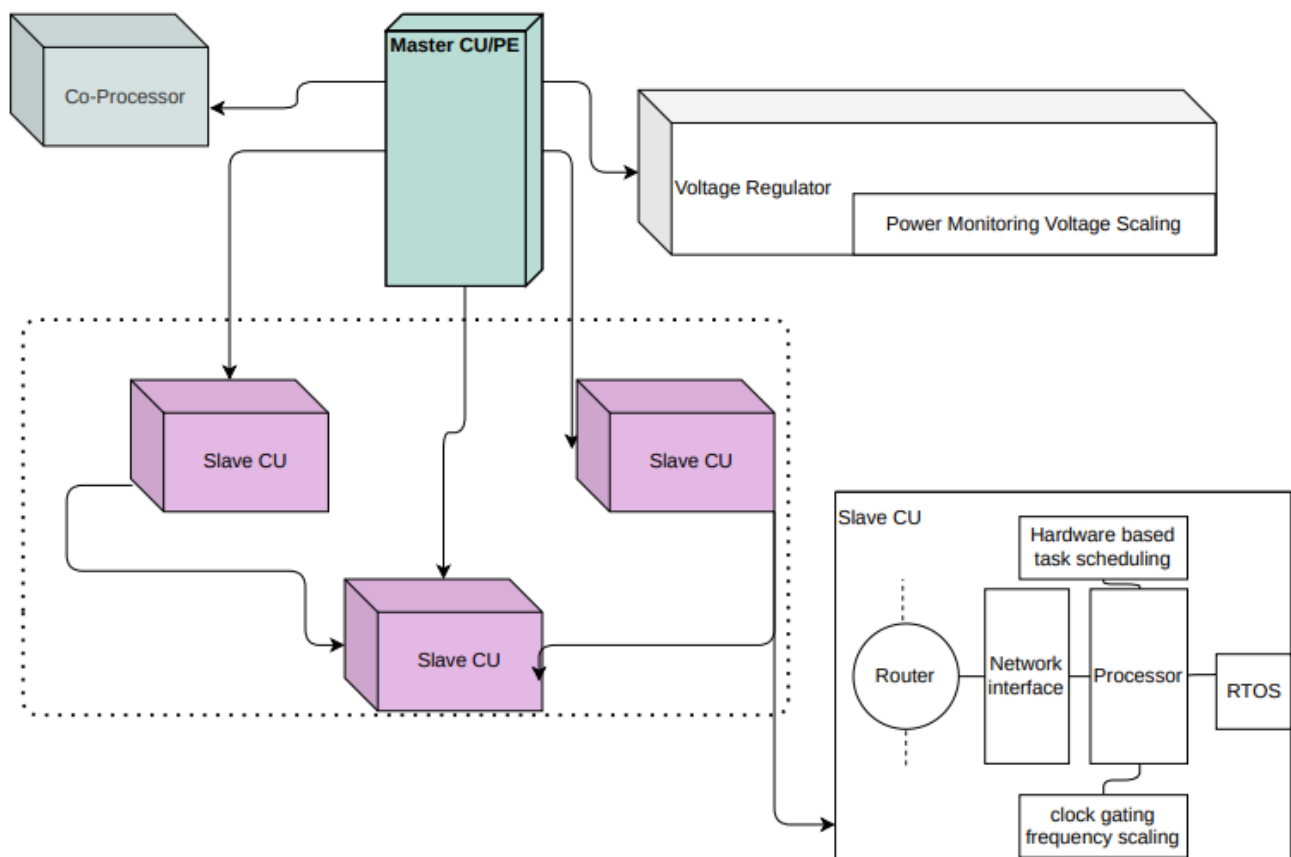 Master CU/PE
Co-Processor
Voltage Regulator
Power Monitoring Voltage Scaling
Slave CU
Slave CU
Slave CU
Slave CU
Hardware based
task scheduling
Router
Network
interface
Processor
RTOS
clock gating
frequency scaling